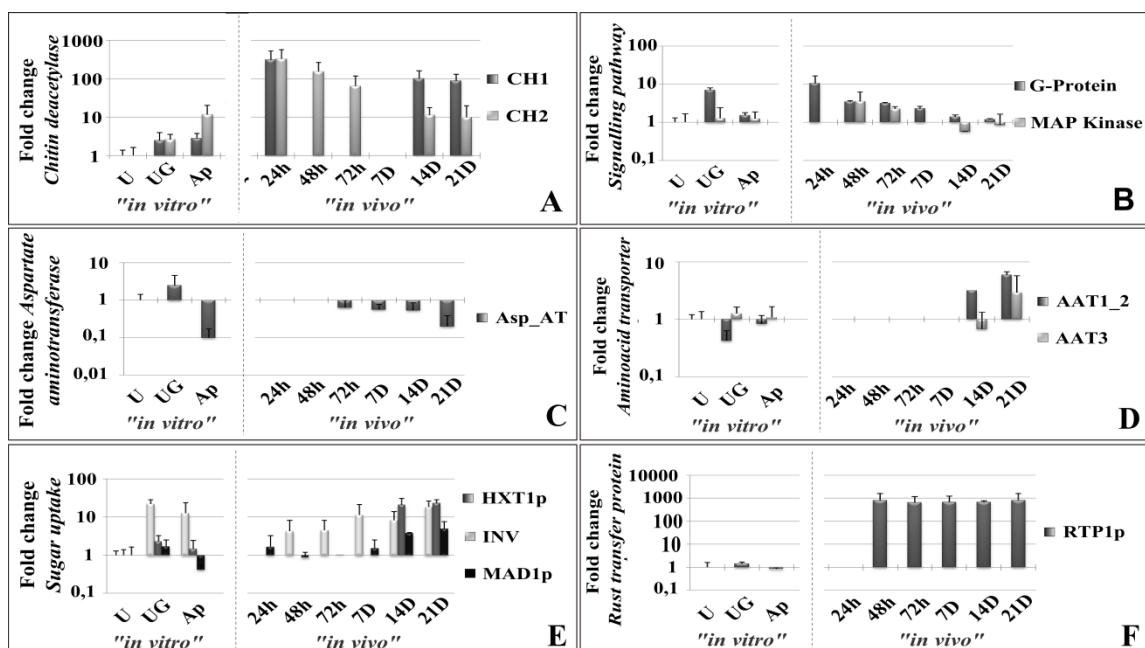 Fold change
Chitin deacetylase
1000
100
10
1
U UG Ap - 24h 48h 72h 7D 14D 21D
"in vitro" "in vivo"
CH1
CH2
A
Fold change
Signalling pathway
100
10
1
0,1
U UG Ap 24h 48h 72h 7D 14D 21D
"in vitro" "in vivo"
G-Protein
MAP Kinase
B
Fold change Aspartate
aminotransferase
10
1
0,1
0,01
U UG Ap 24h 48h 72h 7D 14D 21D
"in vitro" "in vivo"
Asp_AT
C
Fold change
Aminoacid transporter
10
1
0,1
U UG Ap 24h 48h 72h 7D 14D 21D
"in vitro" "in vivo"
AAT1_2
AAT3
D
Fold change
Sugar uptake
100
10
1
0,1
U UG Ap 24h 48h 72h 7D 14D 21D
"in vitro" "in vivo"
HXT1p
INV
MAD1p
E
Fold change
Rust transfer protein
10000
1000
100
10
1
0,1
U UG Ap 24h 48h 72h 7D 14D 21D
"in vitro" "in vivo"
RTP1p
F